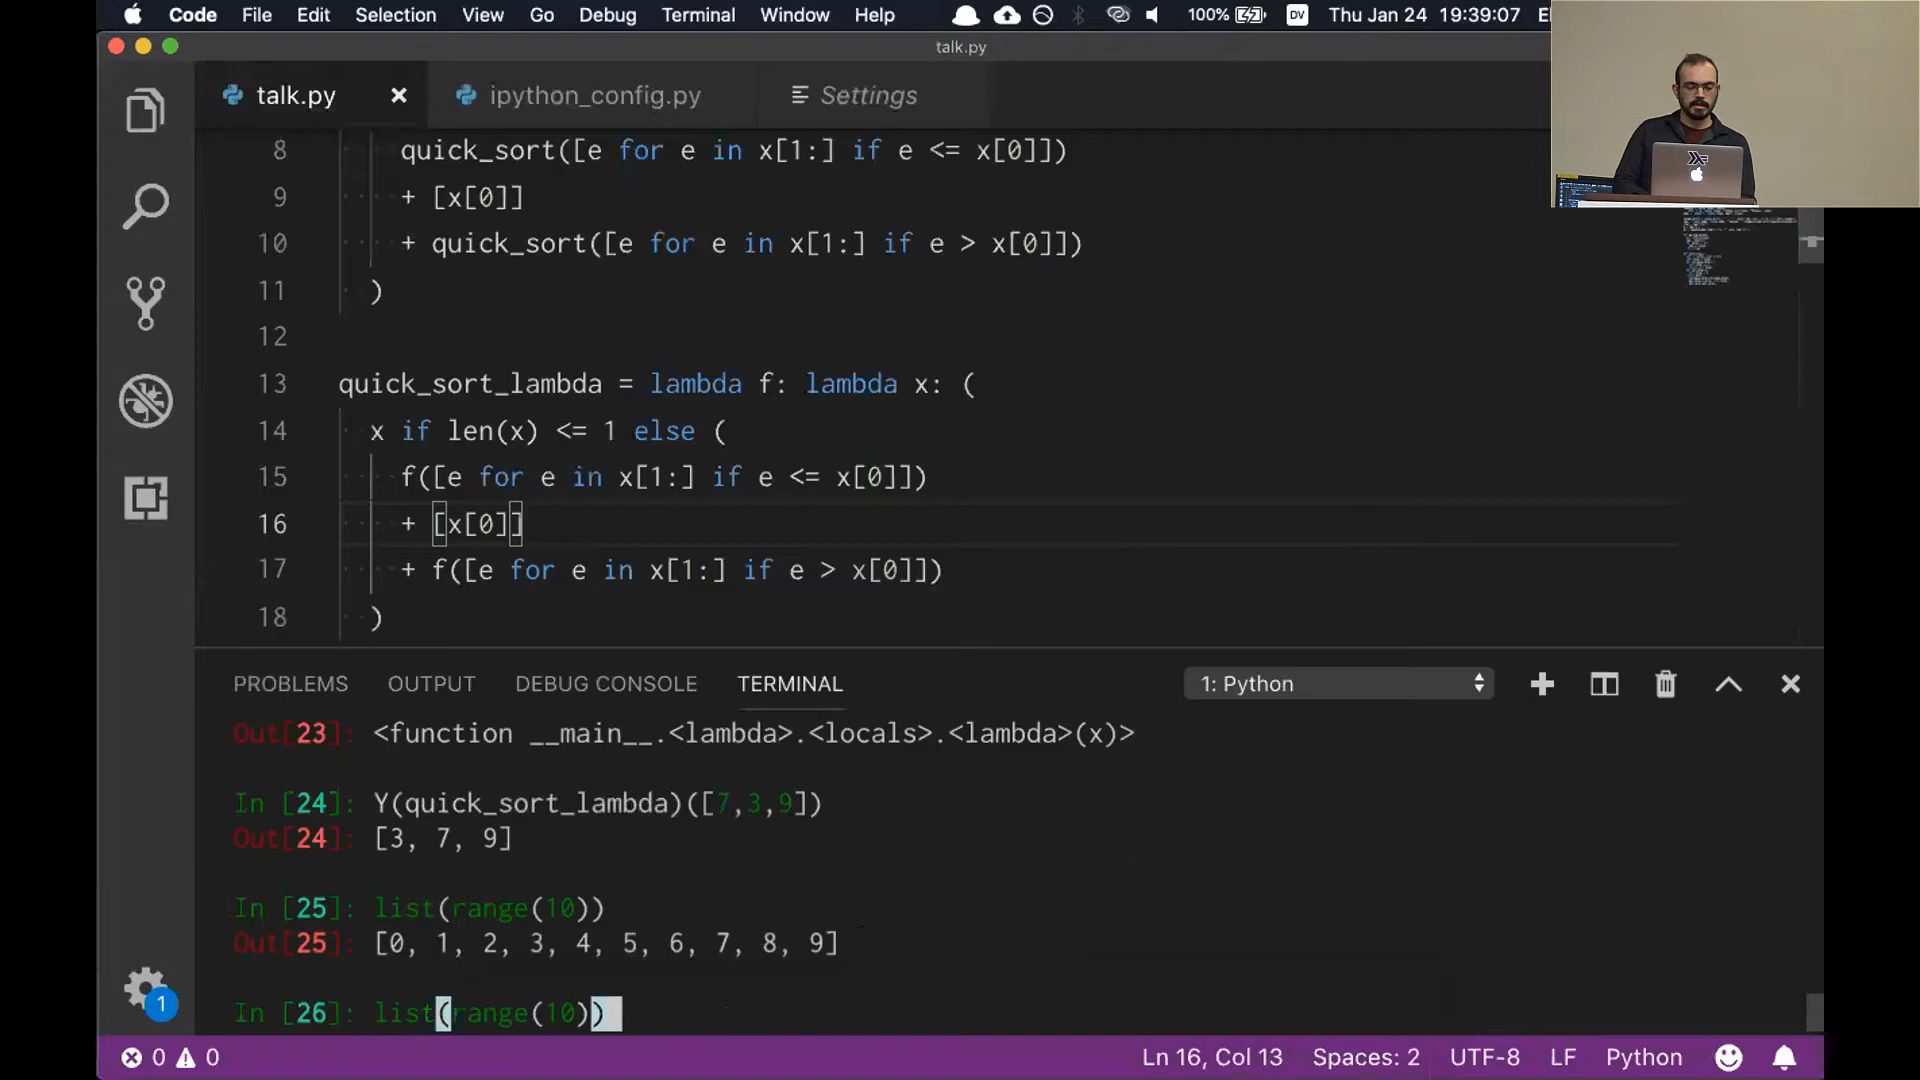 Code File Edit Selection View Go Debug Terminal Window Help 100% DV Thu Jan 24 19:39:07
talk.py
talk.py ipython_config.py Settings
8 quick_sort([e for e in x[1:] if e <= x[0]])
9 + [x[0]]
10 + quick_sort([e for e in x[1:] if e > x[0]])
11 )
12
13 quick_sort_lambda = lambda f: lambda x: (
14 x if len(x) <= 1 else (
15 f([e for e in x[1:] if e <= x[0]])
16 + [x[0]]
17 + f([e for e in x[1:] if e > x[0]])
18 )
PROBLEMS OUTPUT DEBUG CONSOLE TERMINAL 1: Python
Out[23]: <function __main__.<lambda>.<locals>.<lambda>(x)>
In [24]: Y(quick_sort_lambda)([7,3,9])
Out[24]: [3, 7, 9]
In [25]: list(range(10))
Out[25]: [0, 1, 2, 3, 4, 5, 6, 7, 8, 9]
In [26]: list(range(10))
1
0 0 Ln 16, Col 13 Spaces: 2 UTF-8 LF Python